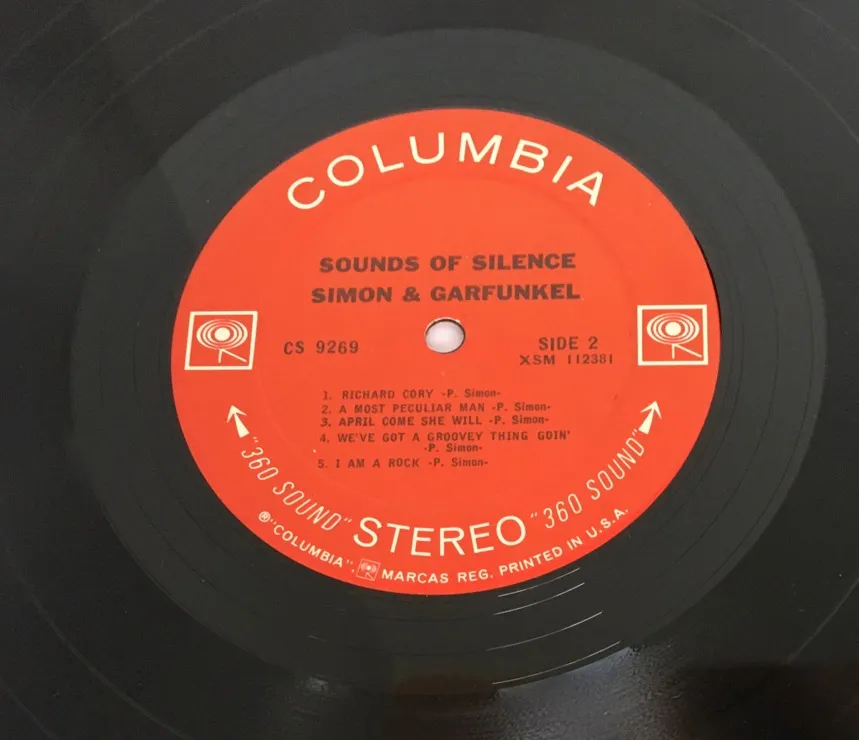 COLUMBIA
SOUNDS OF SILENCE
SIMON & GARFUNKEL
CS 9269
SIDE 2
XSM 112381
1. RICHARD CORY -P. Simon-
2. A MOST PECULIAR MAN -P. Simon-
3. APRIL COME SHE WILL -P. Simon-
4. WE'VE GOT A GROOVEY THING GOIN'
-P. Simon-
5. I AM A ROCK -P. Simon-
"360 SOUND" STEREO "360 SOUND"
®"COLUMBIA", MARCAS REG. PRINTED IN U.S.A.